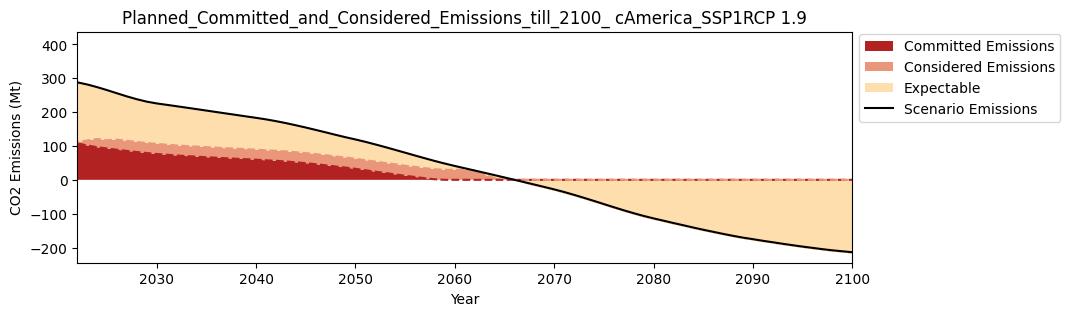 Planned_Committed_and_Considered_Emissions_till_2100_ cAmerica_SSP1RCP 1.9
Committed Emissions
Considered Emissions
Expectable
Scenario Emissions
CO2 Emissions (Mt)
400
300
200
100
0
−100
−200
2030 2040 2050 2060 2070 2080 2090 2100
Year